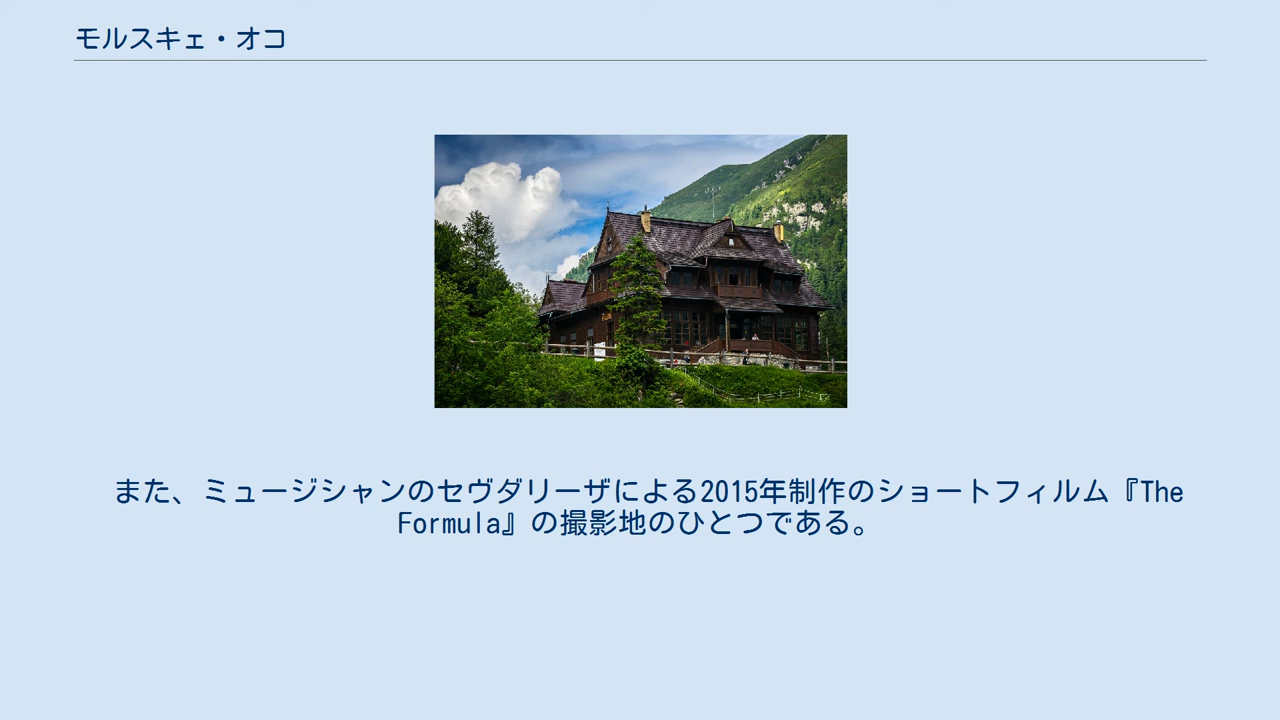 モルスキェ・オコ
また、ミュージシャンのセヴダリーザによる2015年制作のショートフィルム『The
Formula』の撮影地のひとつである。